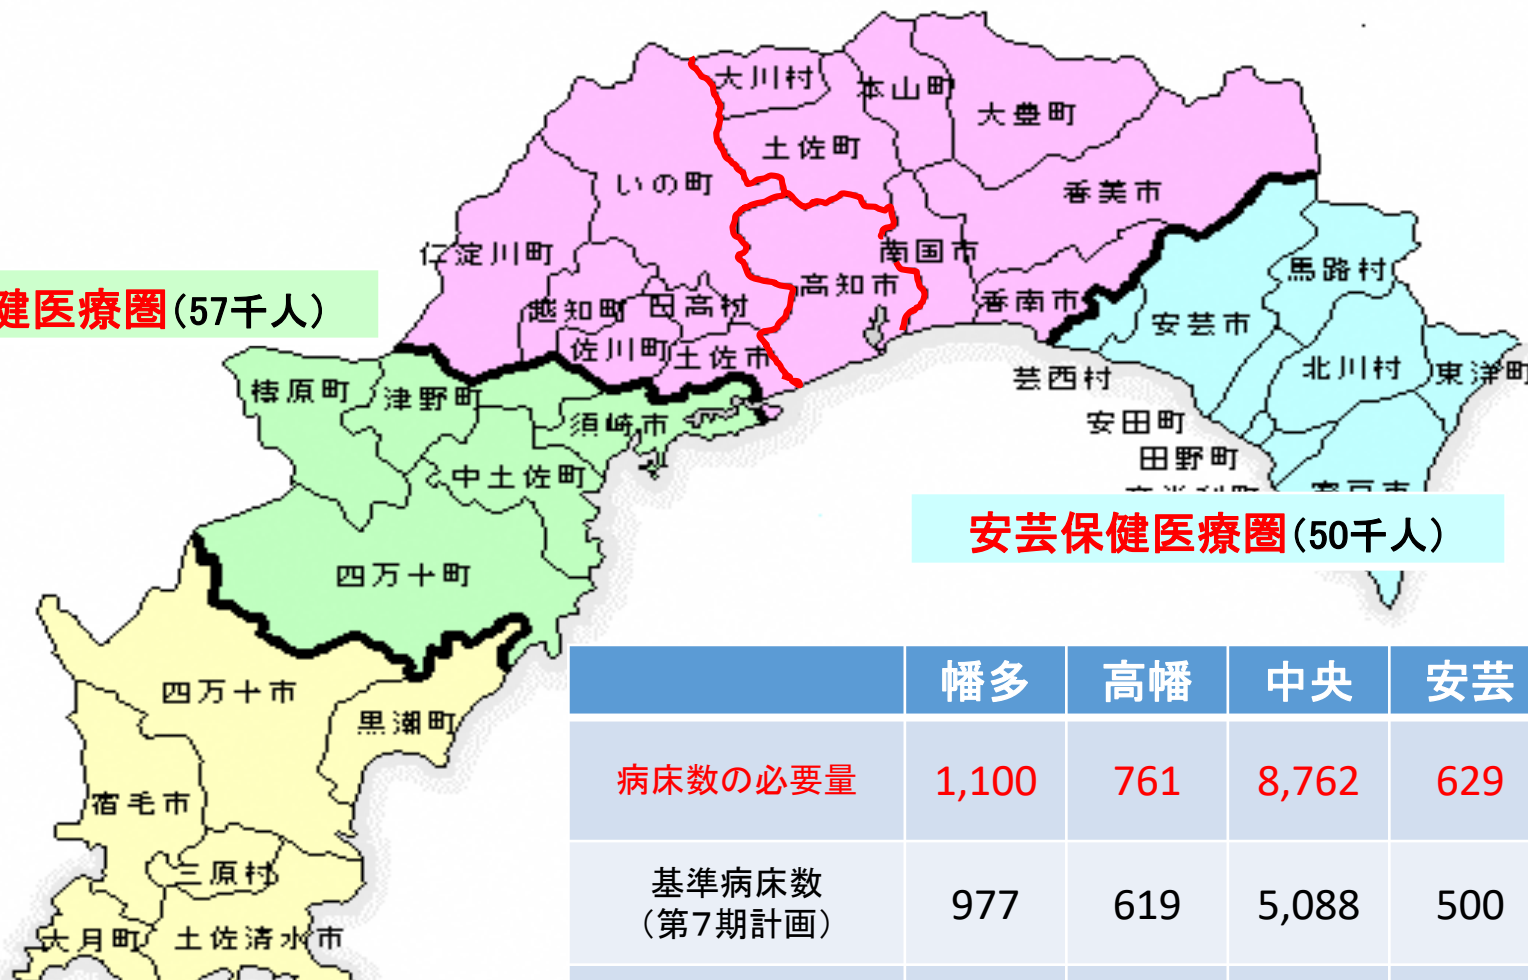 大川村
本山町
大豊町
土佐町
いの町
香美市
仁淀川町
南国市
馬路村
高知市
越知町
日高村
香南市
健医療圏(57千人)
安芸市
佐川町
土佐市
北川村
東洋町
芸西村
梼原町
津野町
須崎市
安田町
田野町
中土佐町
安芸保健医療圏(50千人)
四万十町
四万十市
黒潮町
宿毛市
三原村
大月町
土佐清水市
幡多 高幡 中央 安芸
病床数の必要量 1,100 761 8,762 629
基準病床数
(第7期計画) 977 619 5,088 500